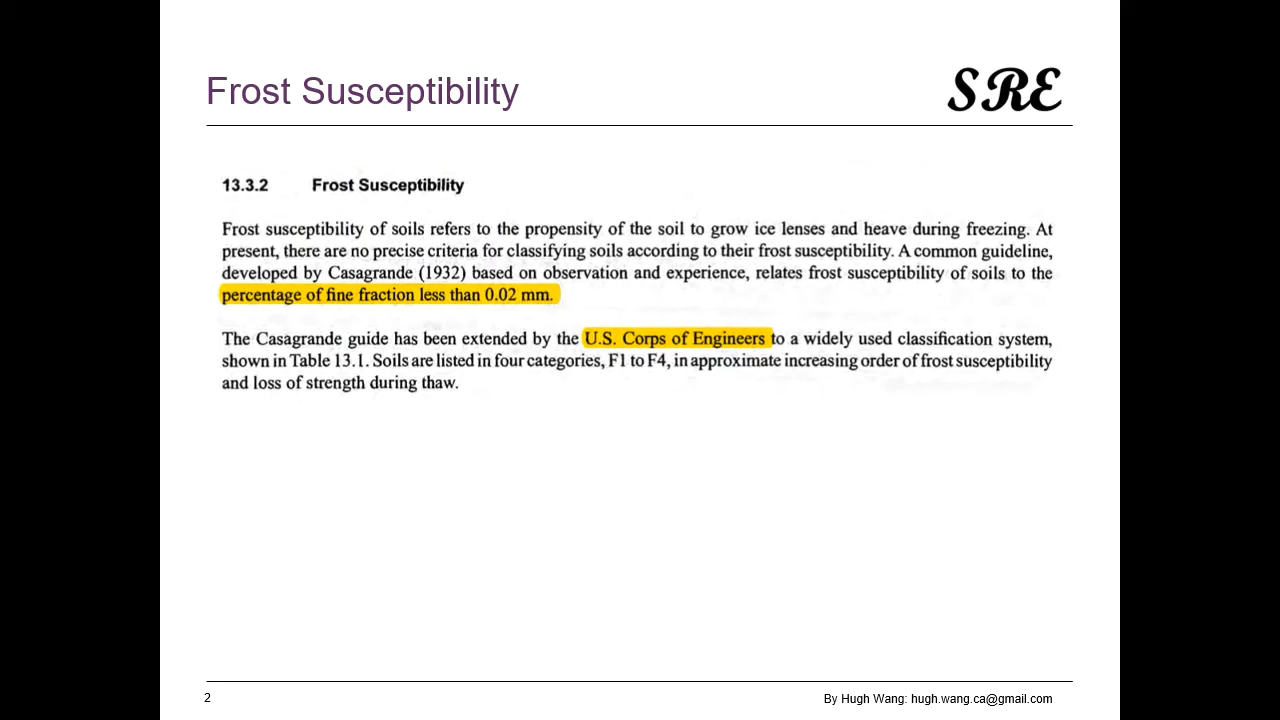 Frost Susceptibility
SRE
13.3.2 Frost Susceptibility
Frost susceptibility of soils refers to the propensity of the soil to grow ice lenses and heave during freezing. At
present, there are no precise criteria for classifying soils according to their frost susceptibility. A common guideline,
developed by Casagrande (1932) based on observation and experience, relates frost susceptibility of soils to the
percentage of fine fraction less than 0.02 mm.
The Casagrande guide has been extended by the U.S. Corps of Engineers to a widely used classification system,
shown in Table 13.1. Soils are listed in four categories, F1 to F4, in approximate increasing order of frost susceptibility
and loss of strength during thaw.
2
By Hugh Wang: hugh.wang.ca@gmail.com